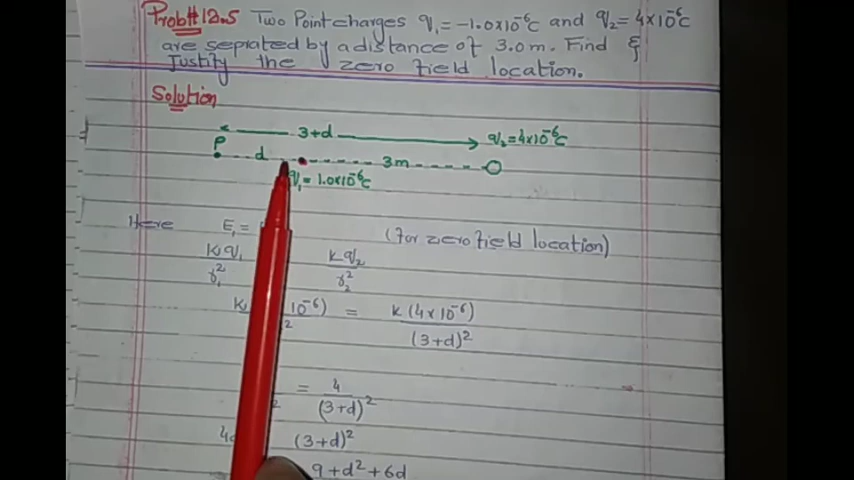 Prob# 12.5 Two Point charges q₁ = -1.0×10⁻⁶C and q₂ = 4×10⁻⁶C
are seprated by a distance of 3.0 m. Find &
Justify the zero field location.
Solution
3+d
q₂ = 4×10⁻⁶C
P
d
3m
q₁ = 1.0×10⁻⁶C
Here E₁ =
(For zero field location)
kq₁/r₁² kq₂/r₂²
k 10⁻⁶) = k(4×10⁻⁶)/(3+d)²
= 4/(3+d)²
(3+d)²
9+d²+6d